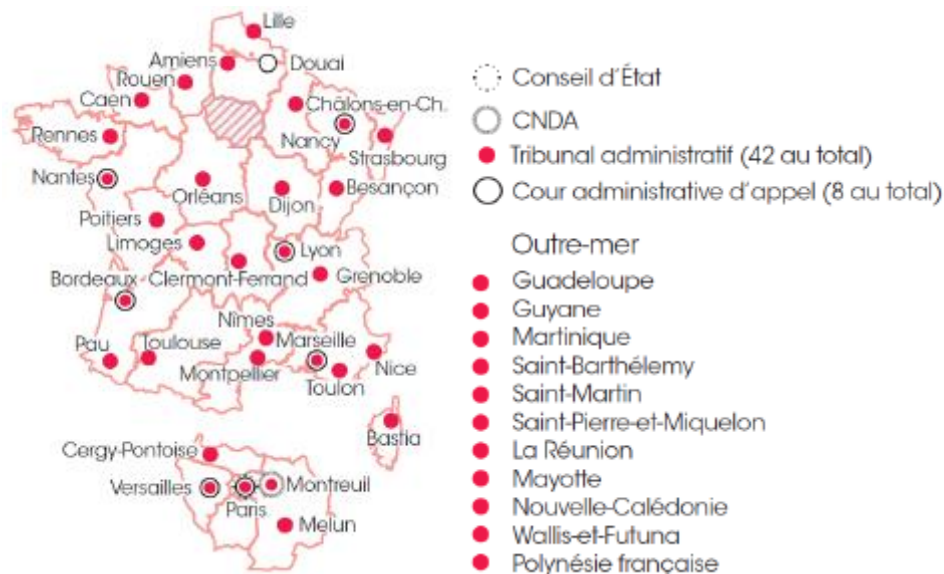 Lille
Amiens
Douai
Rouen
Caen
Châlons-en-Ch.
Rennes
Nancy
Strasbourg
Nantes
Orléans
Dijon
Besançon
Poitiers
Limoges
Lyon
Bordeaux
Clermont-Ferrand
Grenoble
Nîmes
Marseille
Pau
Toulouse
Montpellier
Nice
Toulon
Bastia
Cergy-Pontoise
Versailles
Montreuil
Paris
Melun
Conseil d'État
CNDA
Tribunal administratif (42 au total)
Cour administrative d'appel (8 au total)
Outre-mer
Guadeloupe
Guyane
Martinique
Saint-Barthélemy
Saint-Martin
Saint-Pierre-et-Miquelon
La Réunion
Mayotte
Nouvelle-Calédonie
Wallis-et-Futuna
Polynésie française